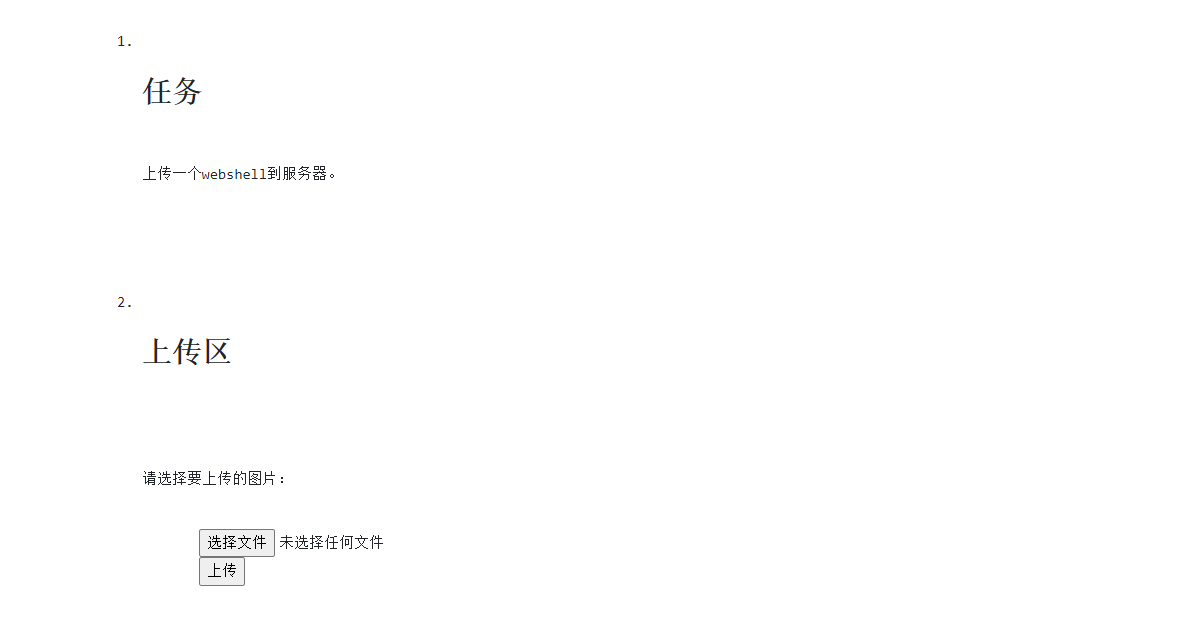 1.
任务
上传一个webshell到服务器。
2.
上传区
请选择要上传的图片：
选择文件 未选择任何文件
上传